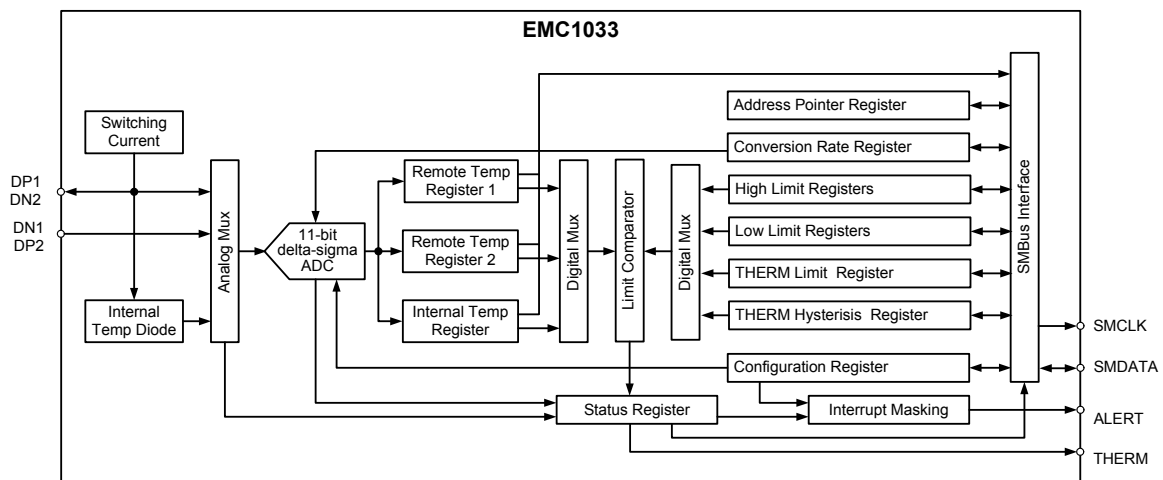 EMC1033
Switching
Current
DP1
DN2
DN1
DP2
Internal
Temp Diode
Analog Mux
11-bit
delta-sigma
ADC
Remote Temp
Register 1
Remote Temp
Register 2
Internal Temp
Register
Digital Mux
Limit Comparator
Digital Mux
Address Pointer Register
Conversion Rate Register
High Limit Registers
Low Limit Registers
THERM Limit Register
THERM Hysterisis Register
Configuration Register
Status Register
Interrupt Masking
SMBus Interface
SMCLK
SMDATA
ALERT
THERM